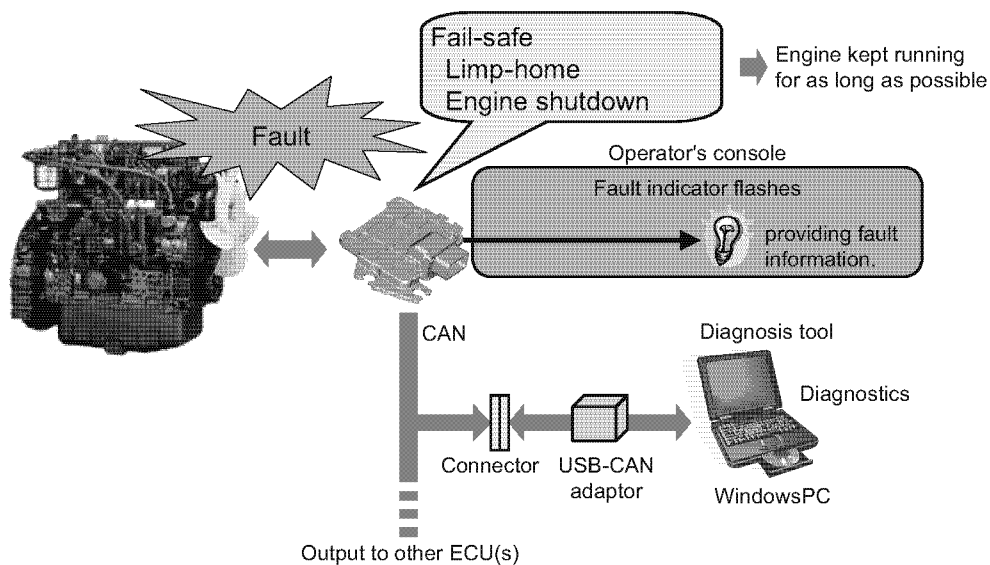 Fail-safe
Limp-home
Engine shutdown
Engine kept running
for as long as possible
Fault
Operator's console
Fault indicator flashes
providing fault
information.
CAN
Diagnosis tool
Diagnostics
Connector
USB-CAN
adaptor
WindowsPC
Output to other ECU(s)